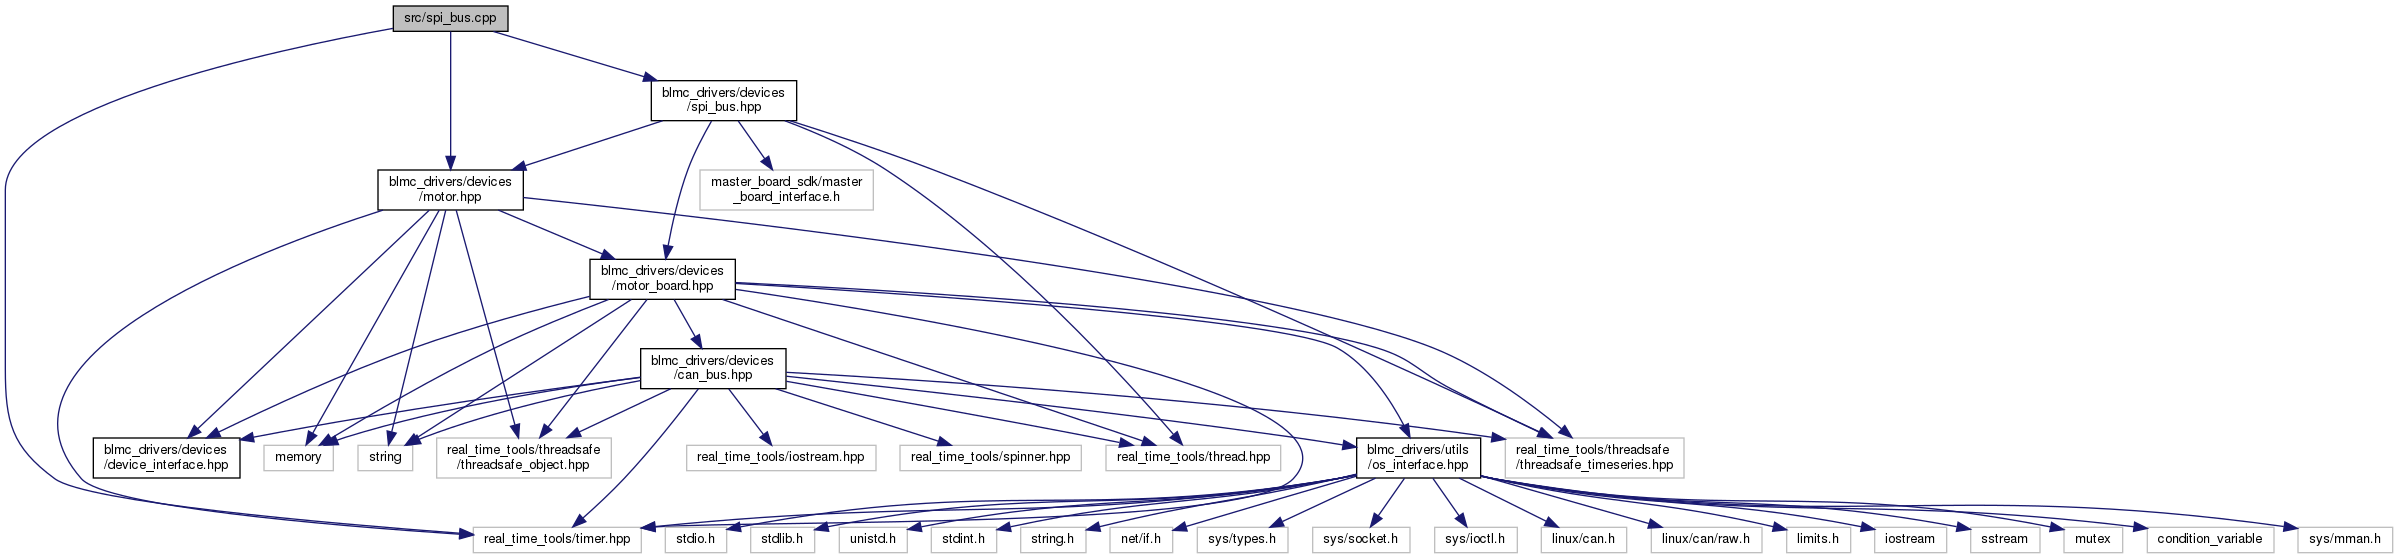 src/spi_bus.cpp
blmc_drivers/devices
/spi_bus.hpp
blmc_drivers/devices
/motor.hpp
master_board_sdk/master
_board_interface.h
blmc_drivers/devices
/motor_board.hpp
blmc_drivers/devices
/can_bus.hpp
blmc_drivers/devices
/device_interface.hpp
memory
string
real_time_tools/threadsafe
/threadsafe_object.hpp
real_time_tools/iostream.hpp
real_time_tools/spinner.hpp
real_time_tools/thread.hpp
blmc_drivers/utils
/os_interface.hpp
real_time_tools/threadsafe
/threadsafe_timeseries.hpp
real_time_tools/timer.hpp
stdio.h
stdlib.h
unistd.h
stdint.h
string.h
net/if.h
sys/types.h
sys/socket.h
sys/ioctl.h
linux/can.h
linux/can/raw.h
limits.h
iostream
sstream
mutex
condition_variable
sys/mman.h